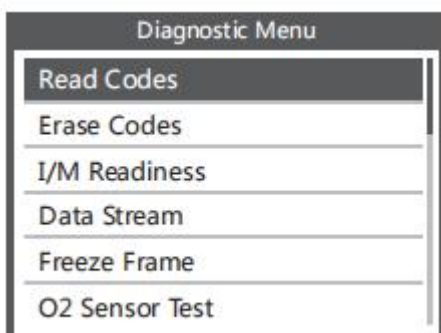 Diagnostic Menu
Read Codes
Erase Codes
I/M Readiness
Data Stream
Freeze Frame
O2 Sensor Test